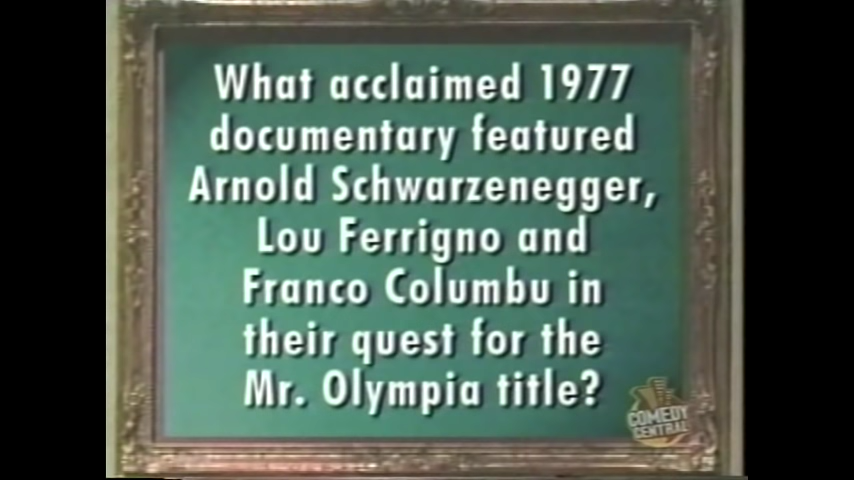 What acclaimed 1977
documentary featured
Arnold Schwarzenegger,
Lou Ferrigno and
Franco Columbu in
their quest for the
Mr. Olympia title?
COMEDY
CENTRAL